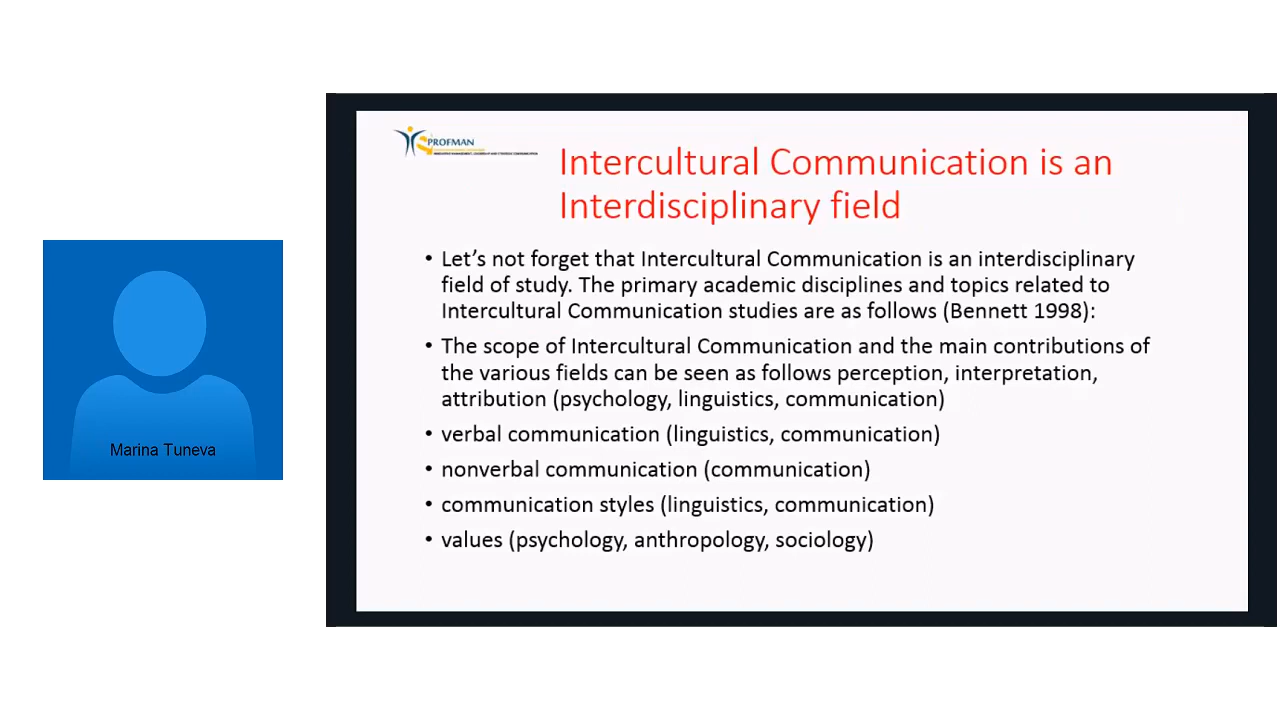 PROFMAN
Intercultural Communication is an
Interdisciplinary field
• Let’s not forget that Intercultural Communication is an interdisciplinary
field of study. The primary academic disciplines and topics related to
Intercultural Communication studies are as follows (Bennett 1998):
• The scope of Intercultural Communication and the main contributions of
the various fields can be seen as follows perception, interpretation,
attribution (psychology, linguistics, communication)
• verbal communication (linguistics, communication)
• nonverbal communication (communication)
• communication styles (linguistics, communication)
• values (psychology, anthropology, sociology)
Marina Tuneva